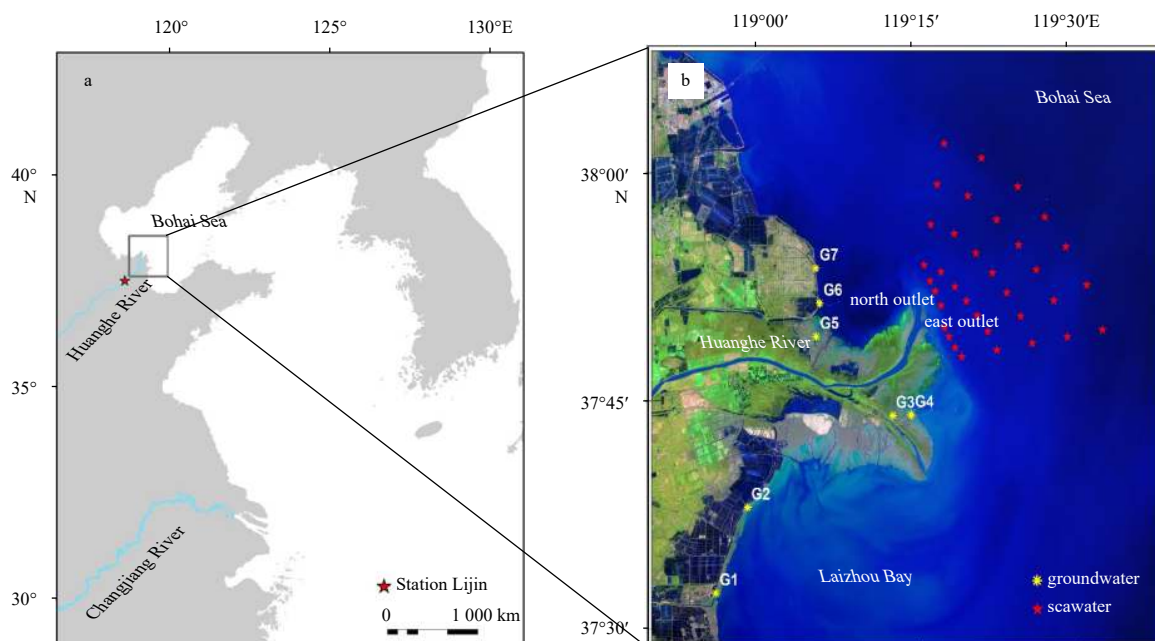 120°
130°E
a
40°
N
Bohai Sea
Huanghe River
35°
Changjiang River
30°
Station Lijin
0 1 000 km
119°00′
119°15′
119°30′
b
Bohai Sea
38°00′
N
G7
G6
north outlet
G5
east outlet
Huanghe River
37°45′
G3G4
G2
Laizhou Bay
G1
groundwater
scawater
37°30′